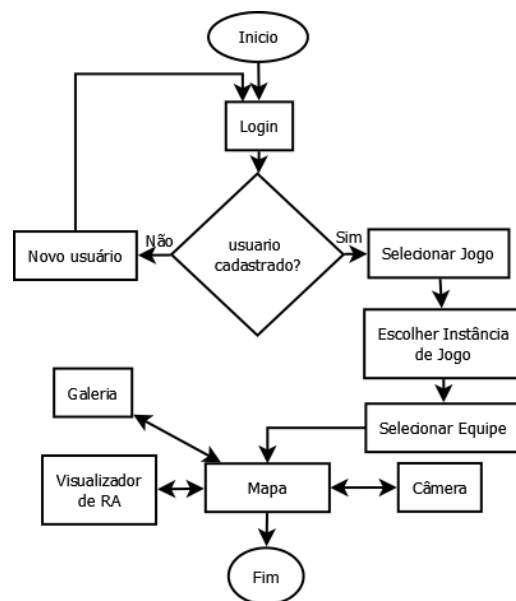 Inicio
Login
usuario
cadastrado?
Não
Sim
Novo usuário
Selecionar Jogo
Escolher Instância
de Jogo
Selecionar Equipe
Galeria
Visualizador
de RA
Mapa
Câmera
Fim